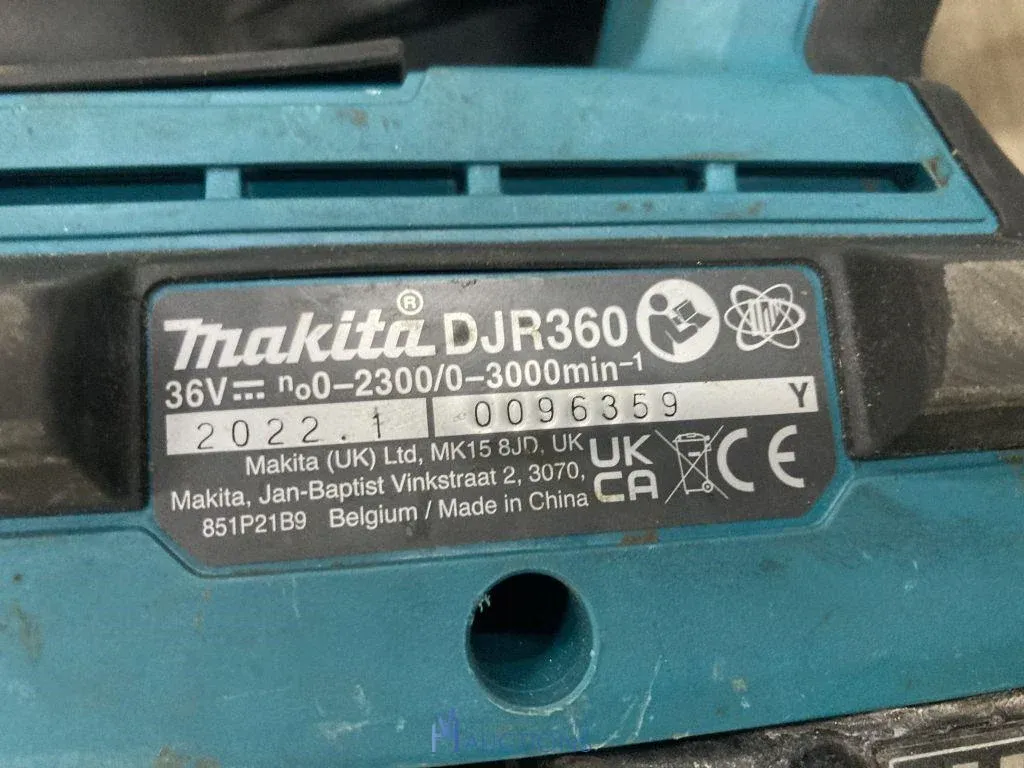 makita® DJR360
36V⎓ n₀0-2300/0-3000min⁻¹
2022.1 0096359 Y
Makita (UK) Ltd, MK15 8JD, UK
Makita, Jan-Baptist Vinkstraat 2, 3070,
851P21B9 Belgium / Made in China
UK
CA
CE